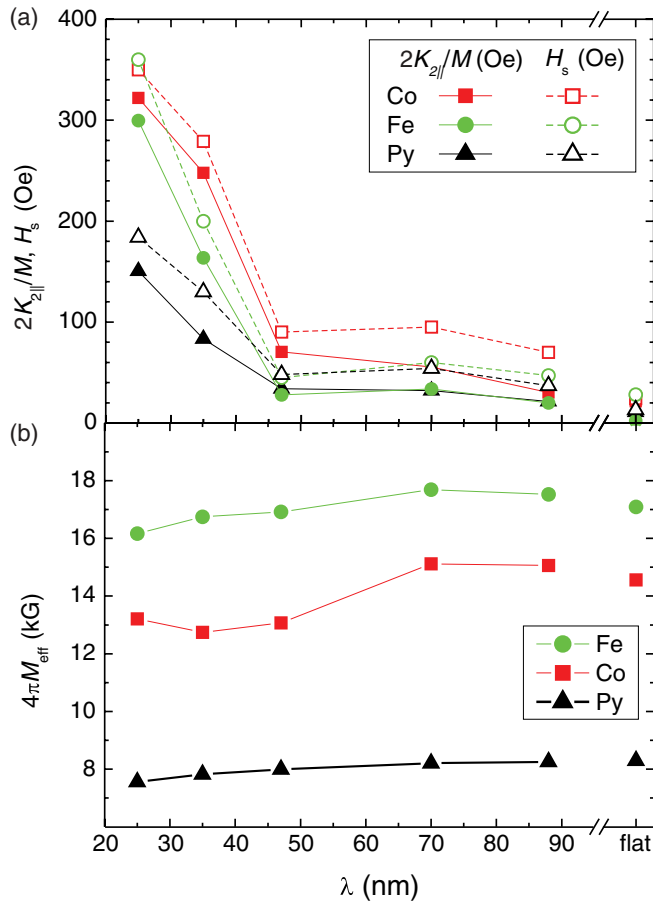 (a)
400
300
200
100
0
2K2||/M, Hs (Oe)
2K2||/M (Oe) Hs (Oe)
Co
Fe
Py
(b)
18
16
14
12
10
8
4πMeff (kG)
Fe
Co
Py
20 30 40 50 60 70 80 90 flat
λ (nm)